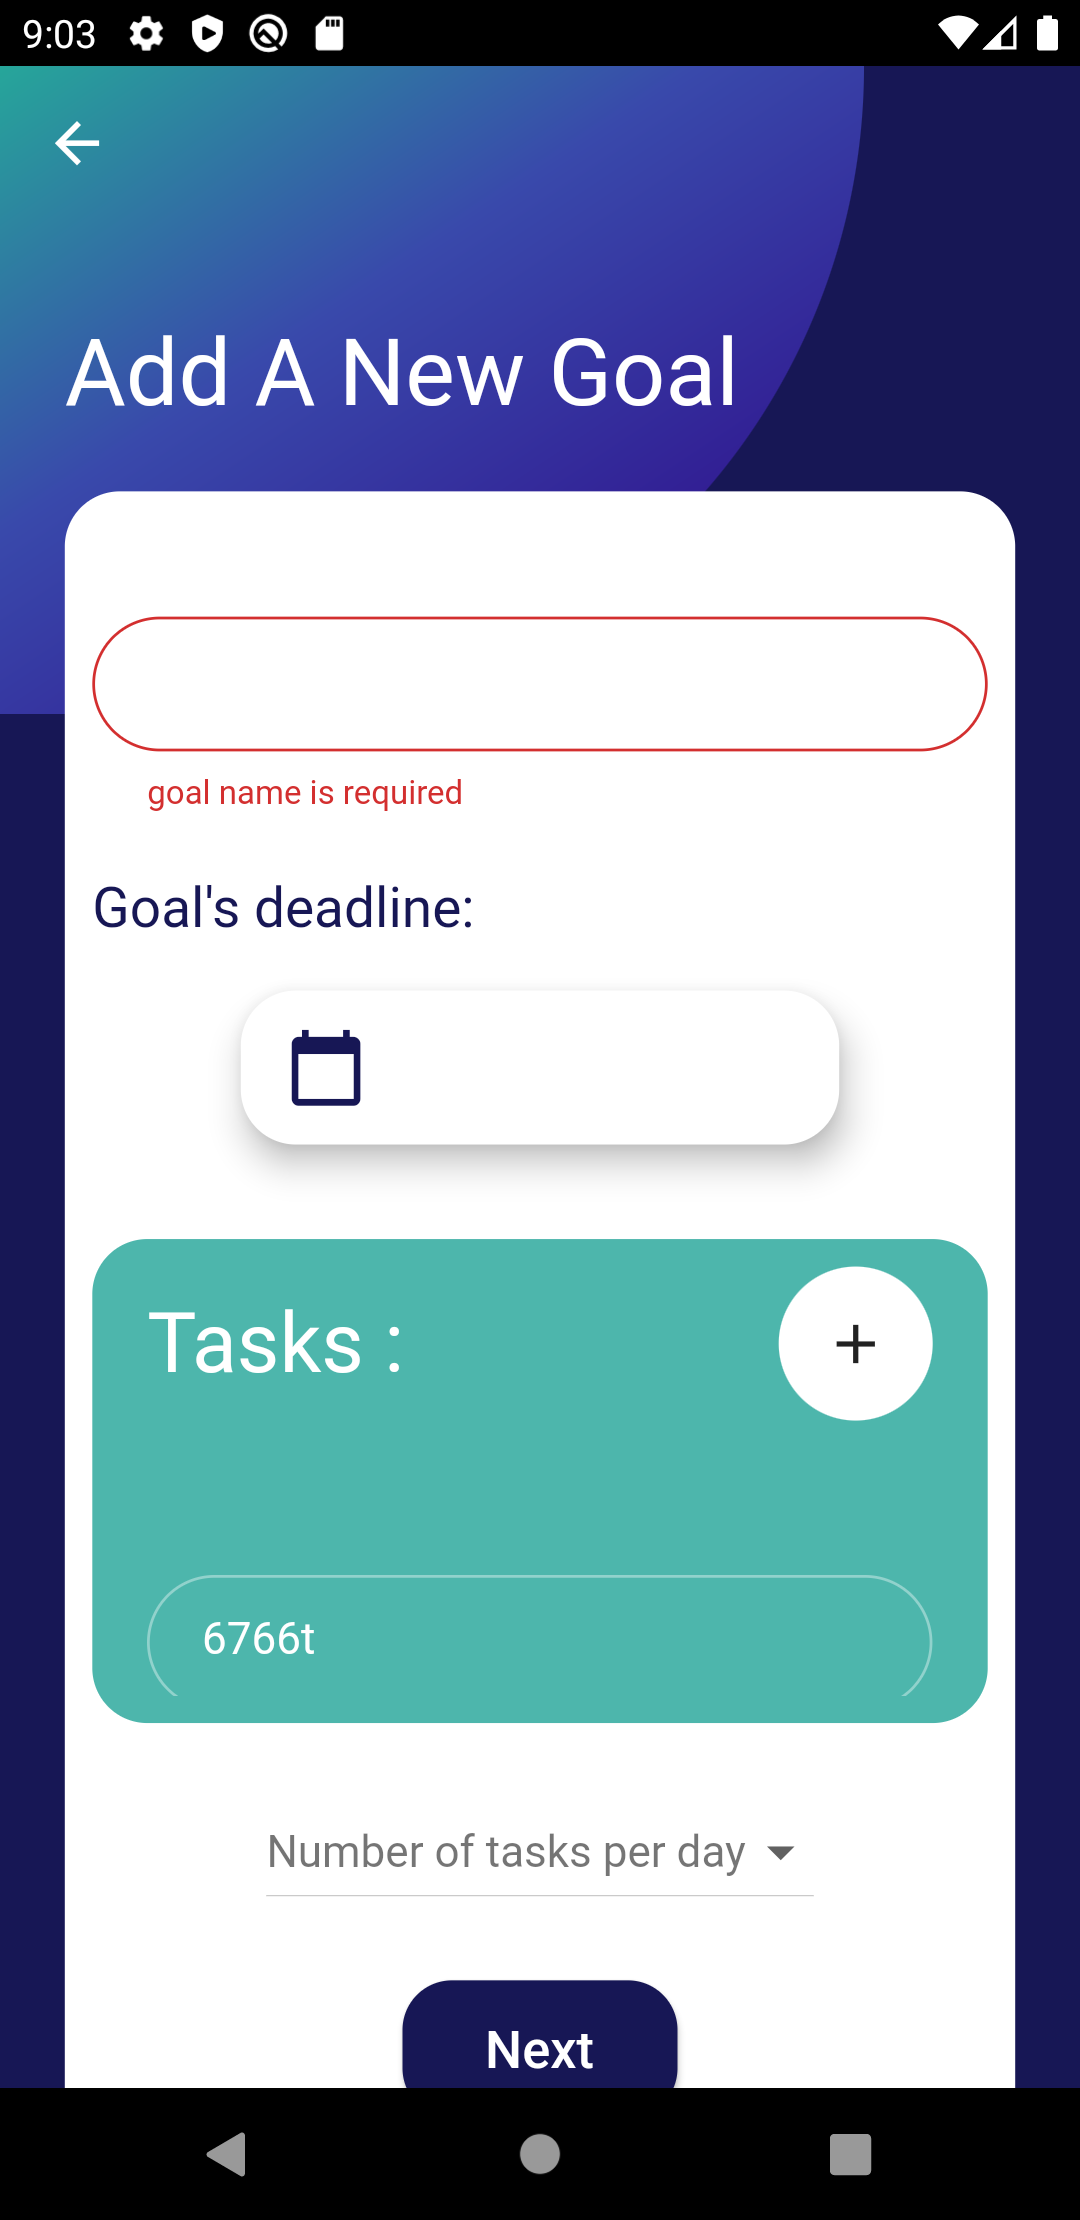 9:03
Add A New Goal
goal name is required
Goal's deadline:
Tasks :
6766t
Number of tasks per day
Next